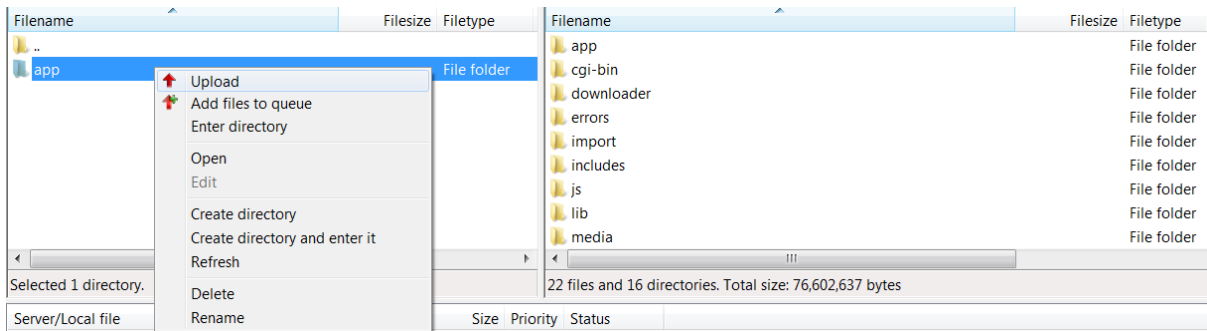 Filename Filesize Filetype
..
app File folder
Upload
Add files to queue
Enter directory
Open
Edit
Create directory
Create directory and enter it
Refresh
Delete
Rename
Selected 1 directory.
Filename Filesize Filetype
app File folder
cgi-bin File folder
downloader File folder
errors File folder
import File folder
includes File folder
js File folder
lib File folder
media File folder
22 files and 16 directories. Total size: 76,602,637 bytes
Server/Local file Size Priority Status